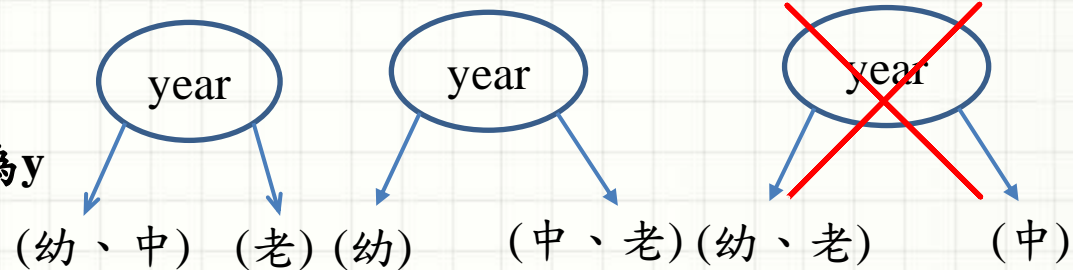 year year year
為y
(幼、中) (老) (幼) (中、老) (幼、老) (中)